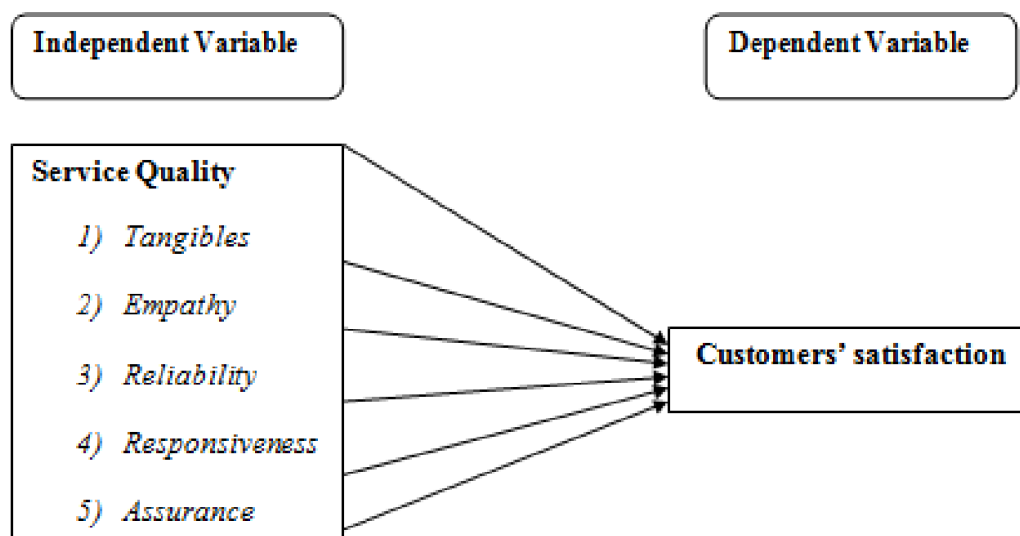 Independent Variable
Dependent Variable
Service Quality
1) Tangibles
2) Empathy
3) Reliability
4) Responsiveness
5) Assurance
Customers’ satisfaction